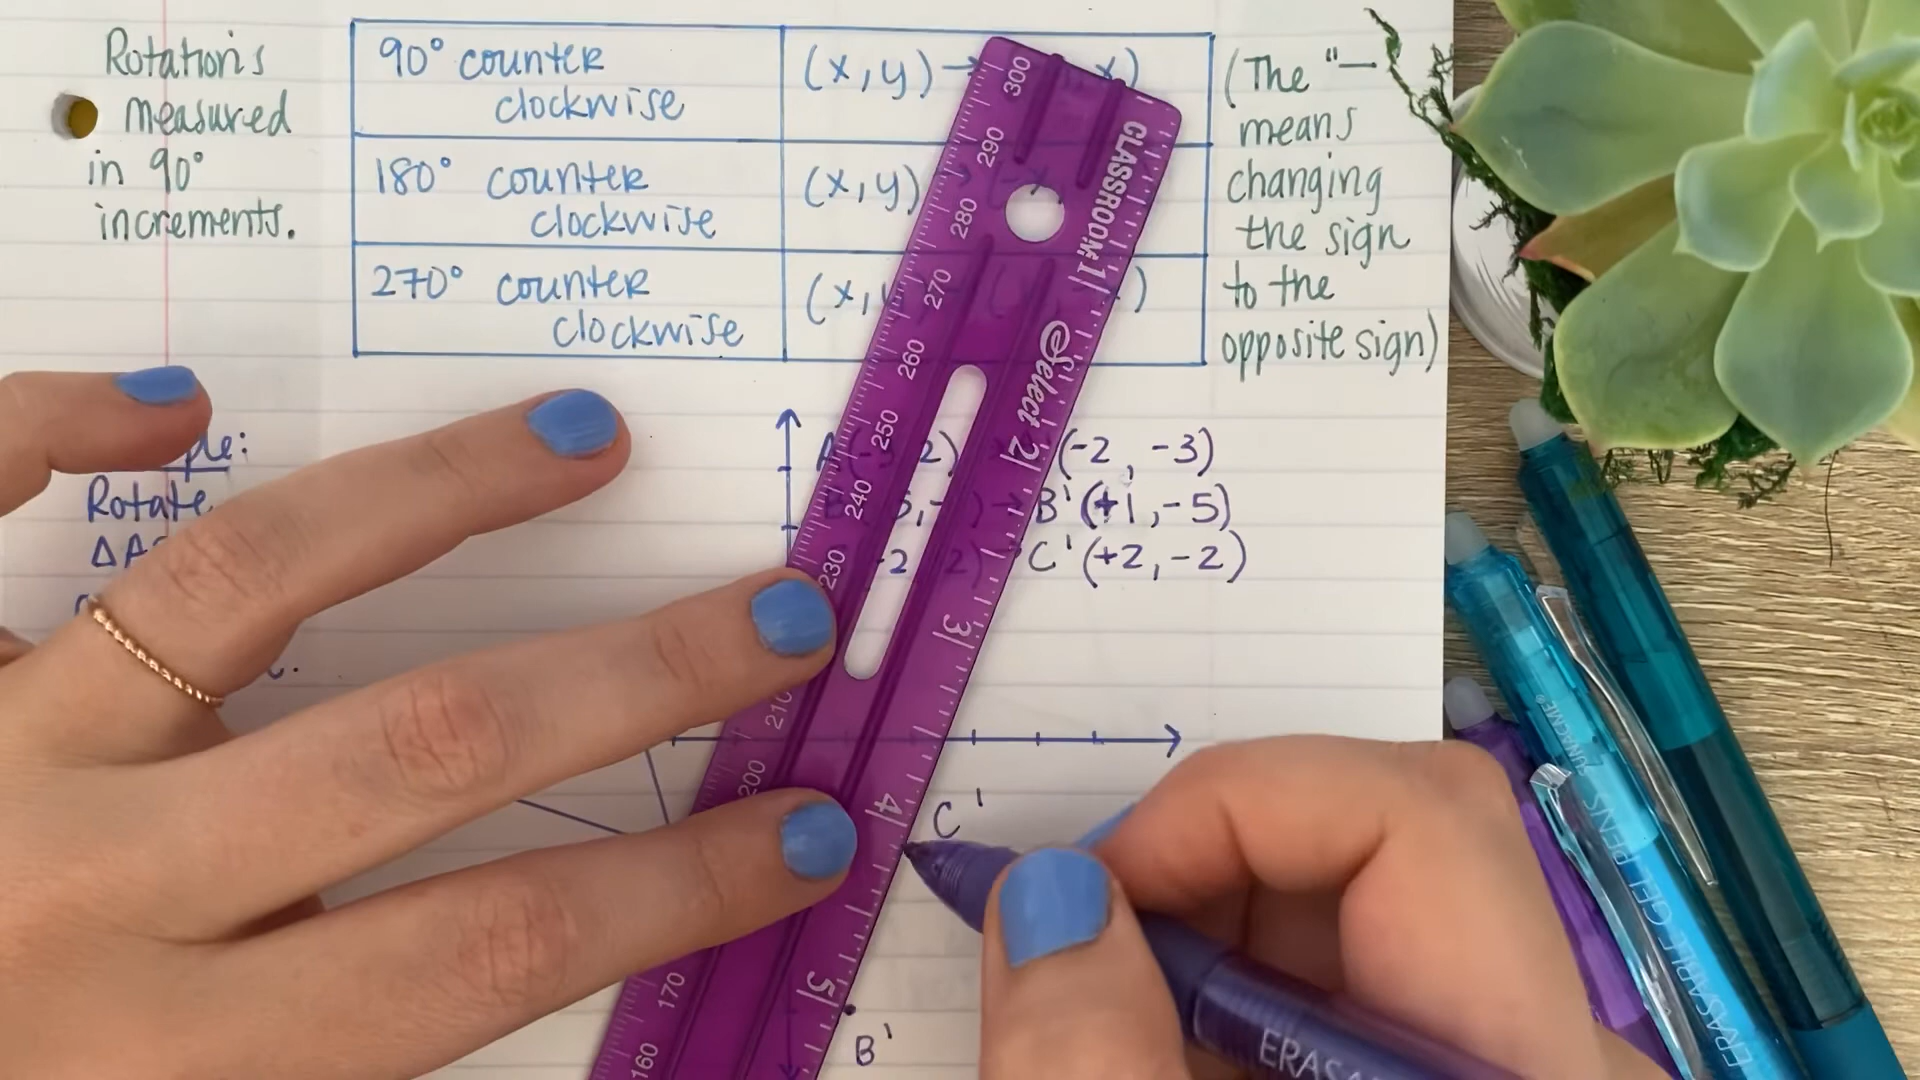 Rotations
measured
in 90°
increments.
90° counter
clockwise
(x,y) → x)
180° counter
clockwise
(x,y) → (-x
270° counter
clockwise
(x, )
(The "—
means
changing
the sign
to the
opposite sign)
Rotate
2) (-2, -3)
→ B'(+1, -5)
C'(+2, -2)
C'
B'
300
290
280
270
260
250
240
230
210
200
170
160
CLASSROOM
Select
1
2
3
4
5
SUNACME®
ERASABLE GEL PENS